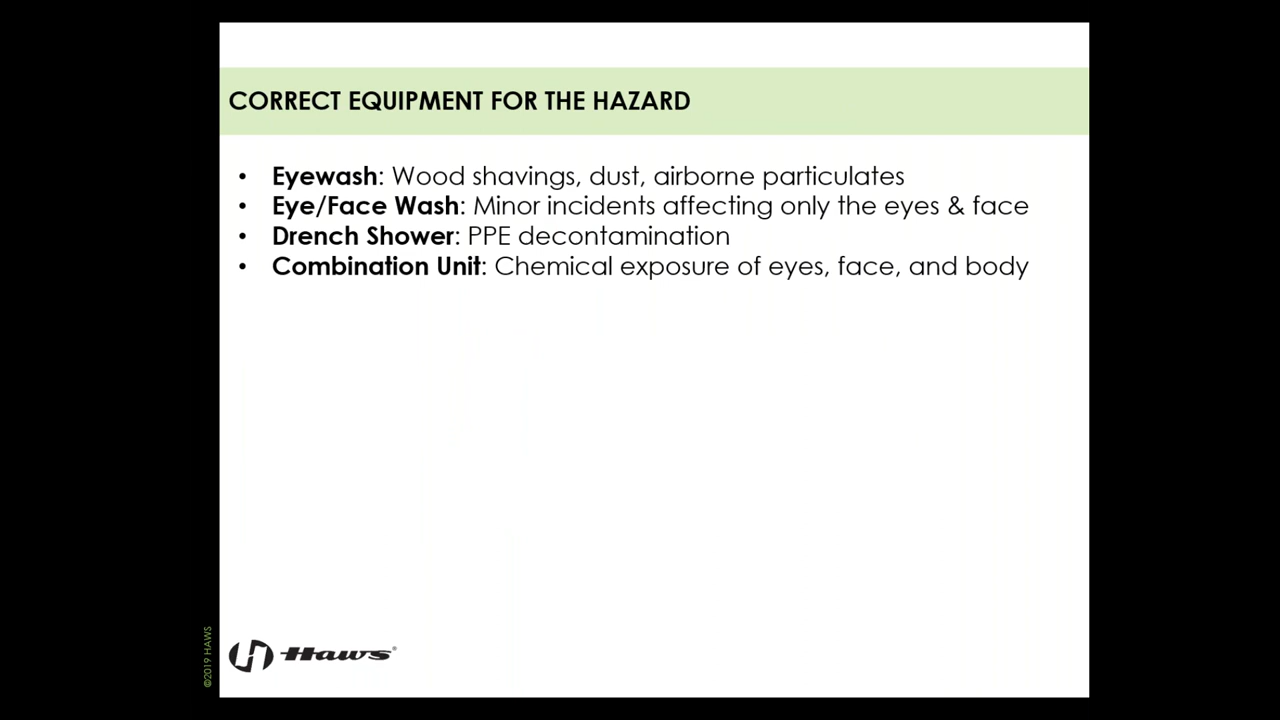 CORRECT EQUIPMENT FOR THE HAZARD
• Eyewash: Wood shavings, dust, airborne particulates
• Eye/Face Wash: Minor incidents affecting only the eyes & face
• Drench Shower: PPE decontamination
• Combination Unit: Chemical exposure of eyes, face, and body
©2019 HAWS
Haws®